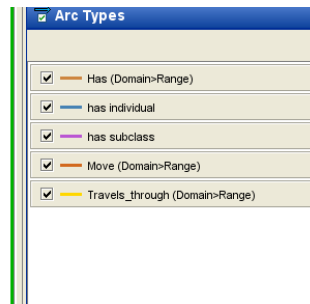 Arc Types
Has (Domain>Range)
has individual
has subclass
Move (Domain>Range)
Travels_through (Domain>Range)